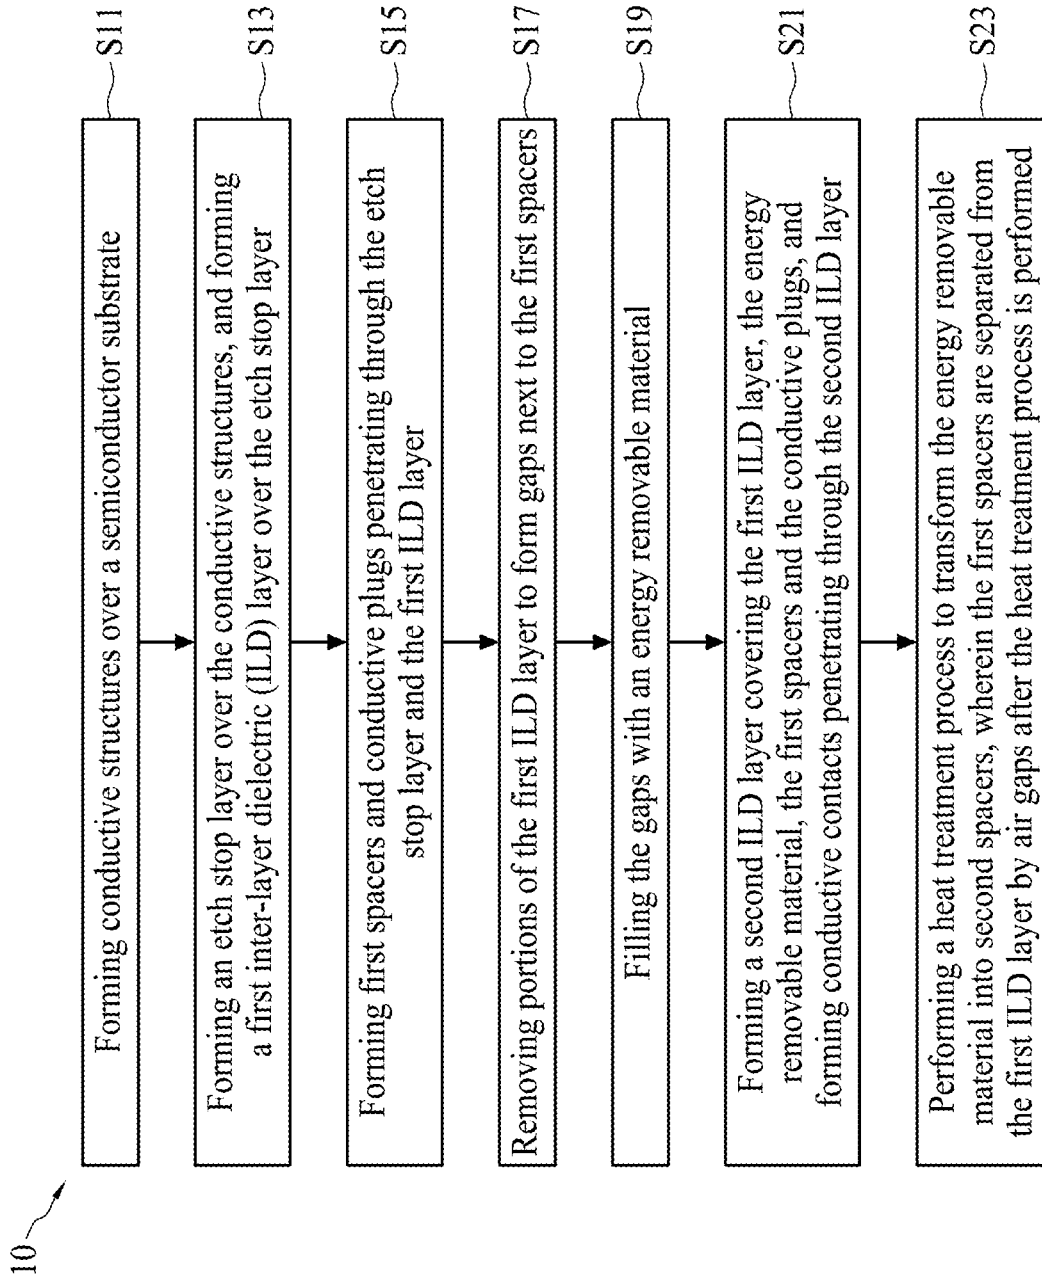 10
Forming conductive structures over a semiconductor substrate
S11
Forming an etch stop layer over the conductive structures, and forming
a first inter-layer dielectric (ILD) layer over the etch stop layer
S13
Forming first spacers and conductive plugs penetrating through the etch
stop layer and the first ILD layer
S15
Removing portions of the first ILD layer to form gaps next to the first spacers
S17
Filling the gaps with an energy removable material
S19
Forming a second ILD layer covering the first ILD layer, the energy
removable material, the first spacers and the conductive plugs, and
forming conductive contacts penetrating through the second ILD layer
S21
Performing a heat treatment process to transform the energy removable
material into second spacers, wherein the first spacers are separated from
the first ILD layer by air gaps after the heat treatment process is performed
S23